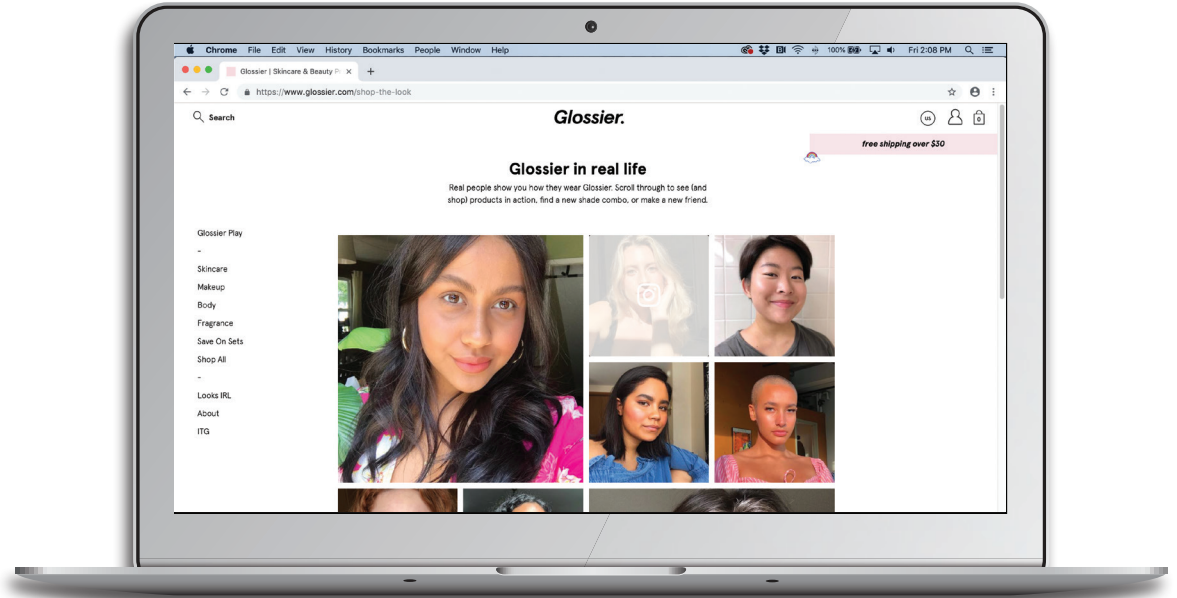 Chrome File Edit View History Bookmarks People Window Help
100% Fri 2:08 PM
Glossier | Skincare & Beauty P
https://www.glossier.com/shop-the-look
Search
Glossier.
US
0
free shipping over $30
Glossier in real life
Real people show you how they wear Glossier. Scroll through to see (and
shop) products in action, find a new shade combo, or make a new friend.
Glossier Play
-
Skincare
Makeup
Body
Fragrance
Save On Sets
Shop All
-
Looks IRL
About
ITG